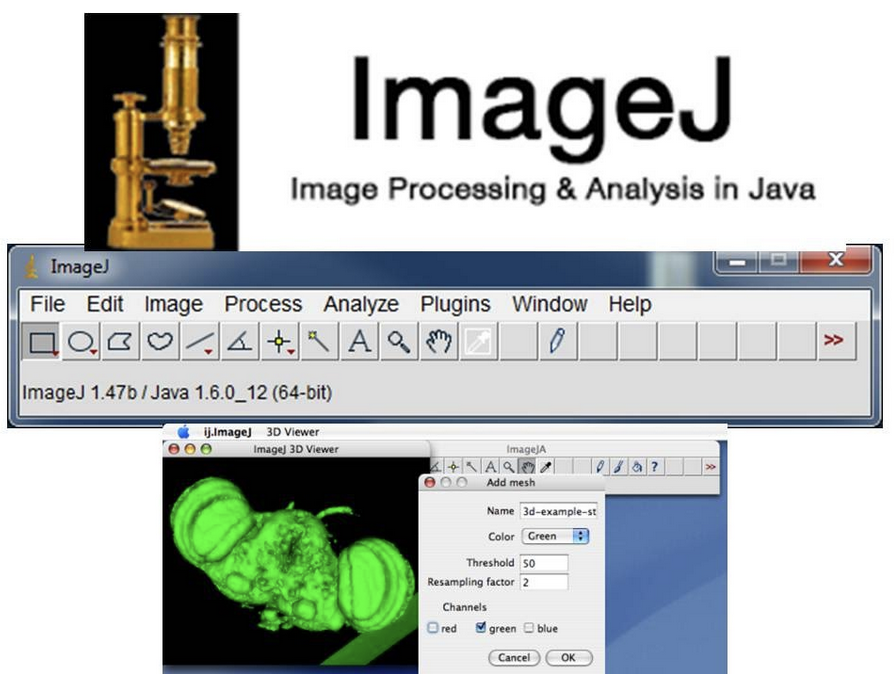 ImageJ
Image Processing & Analysis in Java
ImageJ
File Edit Image Process Analyze Plugins Window Help
A >>
ImageJ 1.47b / Java 1.6.0_12 (64-bit)
ij.ImageJ 3D Viewer
ImageJ 3D Viewer
ImageJA
A ? >>
Add mesh
Name 3d-example-st
Color Green
Threshold 50
Resampling factor 2
Channels
red green blue
Cancel OK